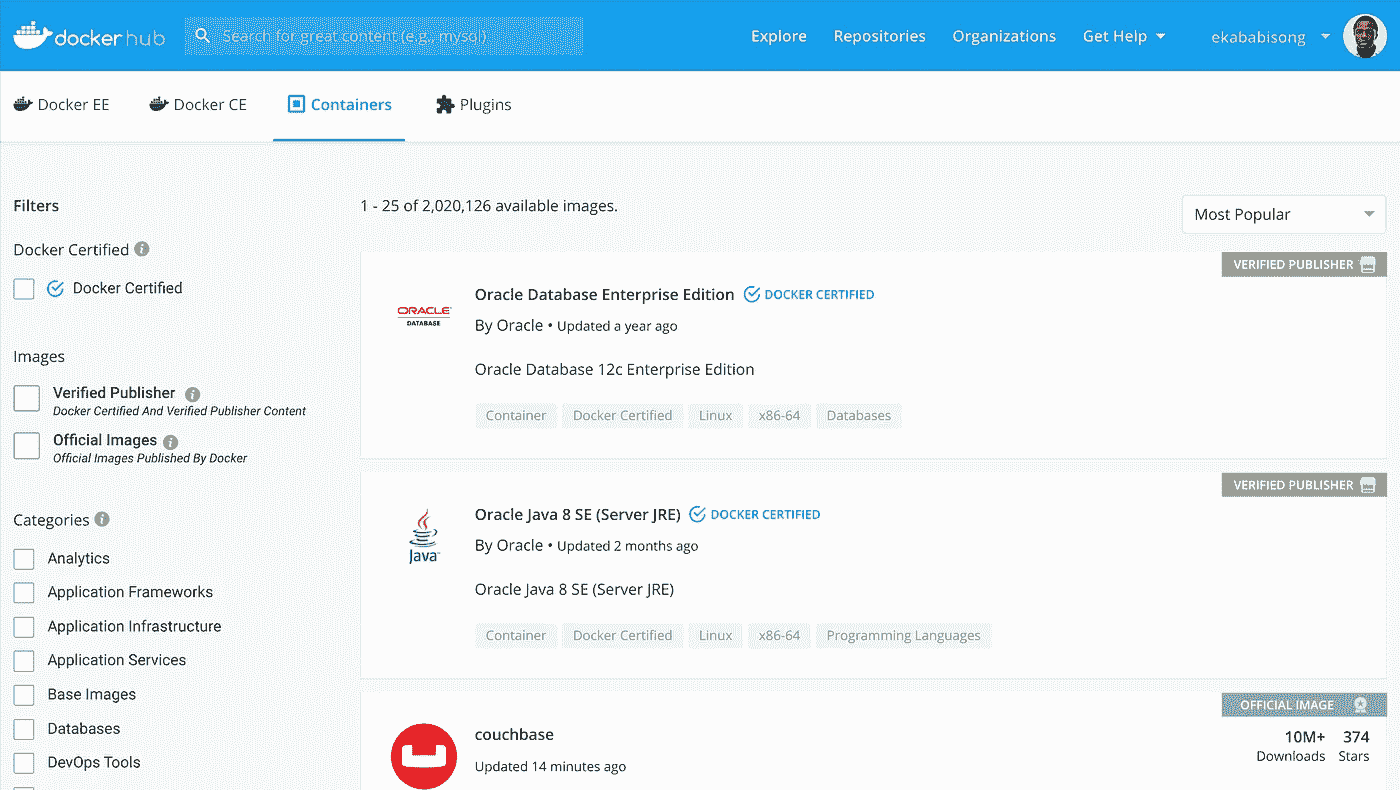 docker hub
Search for great content (e.g., mysql)
Explore
Repositories
Organizations
Get Help
ekababisong
Docker EE
Docker CE
Containers
Plugins
Filters
Docker Certified
Docker Certified
Images
Verified Publisher
Docker Certified And Verified Publisher Content
Official Images
Official Images Published By Docker
Categories
Analytics
Application Frameworks
Application Infrastructure
Application Services
Base Images
Databases
DevOps Tools
1 - 25 of 2,020,126 available images.
Most Popular
VERIFIED PUBLISHER
ORACLE
DATABASE
Oracle Database Enterprise Edition DOCKER CERTIFIED
By Oracle • Updated a year ago
Oracle Database 12c Enterprise Edition
Container Docker Certified Linux x86-64 Databases
VERIFIED PUBLISHER
Java
Oracle Java 8 SE (Server JRE) DOCKER CERTIFIED
By Oracle • Updated 2 months ago
Oracle Java 8 SE (Server JRE)
Container Docker Certified Linux x86-64 Programming Languages
OFFICIAL IMAGE
couchbase
Updated 14 minutes ago
10M+ 374
Downloads Stars